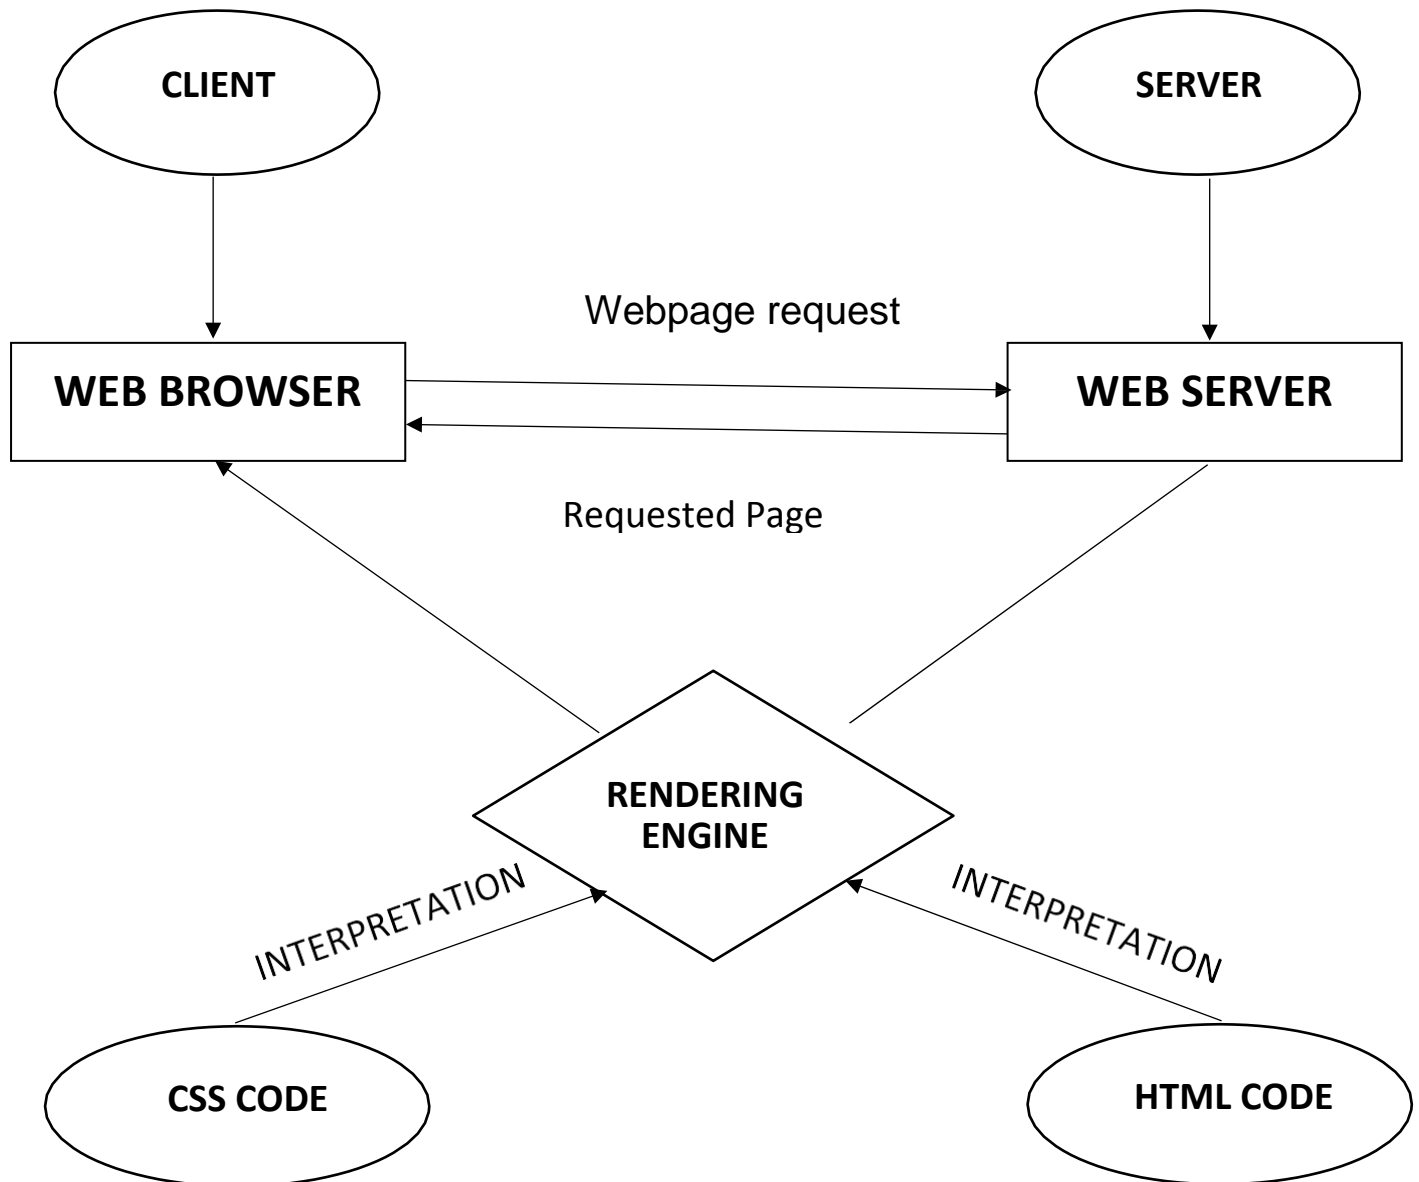 CLIENT
SERVER
Webpage request
WEB BROWSER
WEB SERVER
Requested Page
RENDERING
ENGINE
INTERPRETATION
INTERPRETATION
CSS CODE
HTML CODE